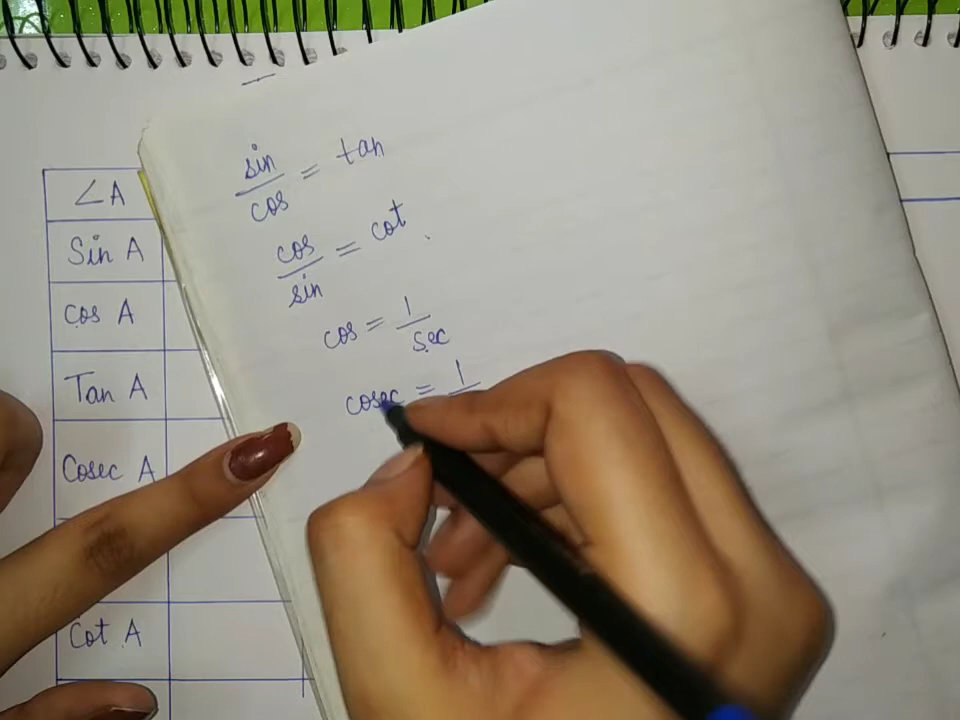 ∠A
Sin A
cos A
Tan A
Cosec A
Cot A
sin/cos = tan
cos/sin = cot
cos = 1/sec
cosec = 1/